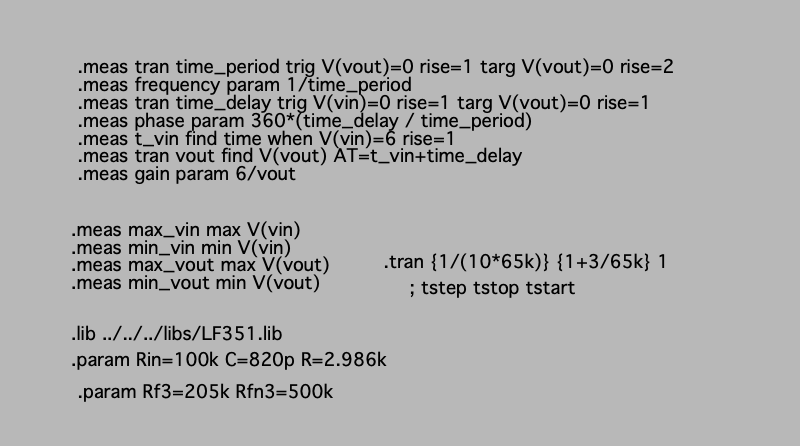 .meas tran time_period trig V(vout)=0 rise=1 targ V(vout)=0 rise=2
.meas frequency param 1/time_period
.meas tran time_delay trig V(vin)=0 rise=1 targ V(vout)=0 rise=1
.meas phase param 360*(time_delay / time_period)
.meas t_vin find time when V(vin)=6 rise=1
.meas tran vout find V(vout) AT=t_vin+time_delay
.meas gain param 6/vout
.meas max_vin max V(vin)
.meas min_vin min V(vin)
.meas max_vout max V(vout)
.meas min_vout min V(vout)
.tran {1/(10*65k)} {1+3/65k} 1
; tstep tstop tstart
.lib ../../../libs/LF351.lib
.param Rin=100k C=820p R=2.986k
.param Rf3=205k Rfn3=500k